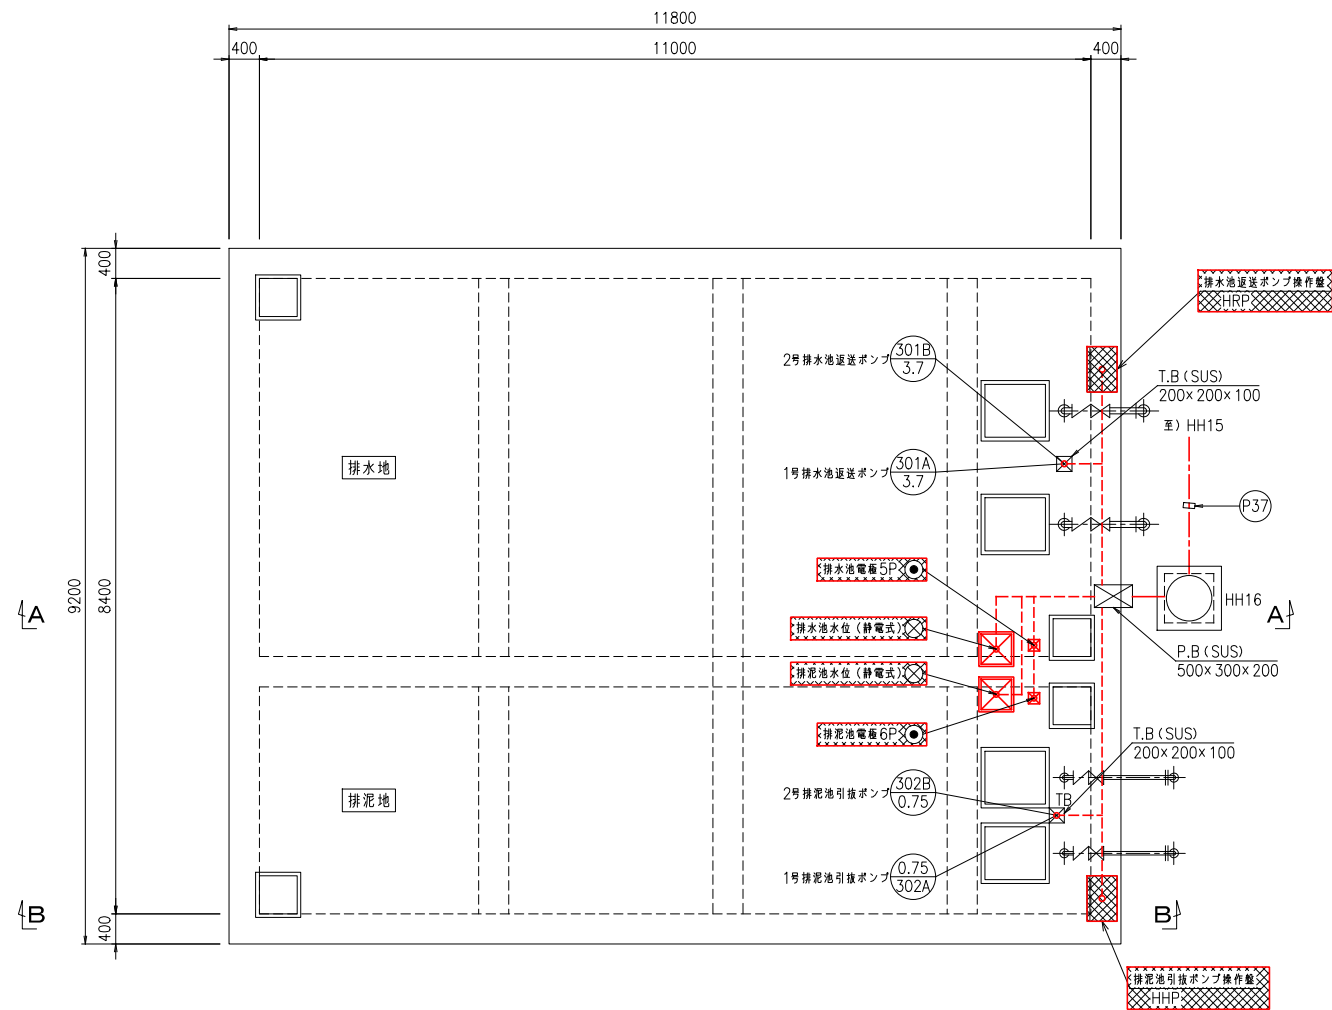 11800
400
11000
400
400
9200
8400
400
排水池返送ポンプ操作盤
HRP
2号排水池返送ポンプ
301B
3.7
T.B(SUS)
200×200×100
至) HH15
排水地
1号排水池返送ポンプ
301A
3.7
P37
排水池電極5P
HH16
A
A
排水池水位(静電式)
P.B(SUS)
500×300×200
排泥池水位(静電式)
排泥池電極6P
T.B(SUS)
200×200×100
排泥地
2号排泥池引抜ポンプ
302B
0.75
TB
1号排泥池引抜ポンプ
0.75
302A
B
B
排泥池引抜ポンプ操作盤
HHP